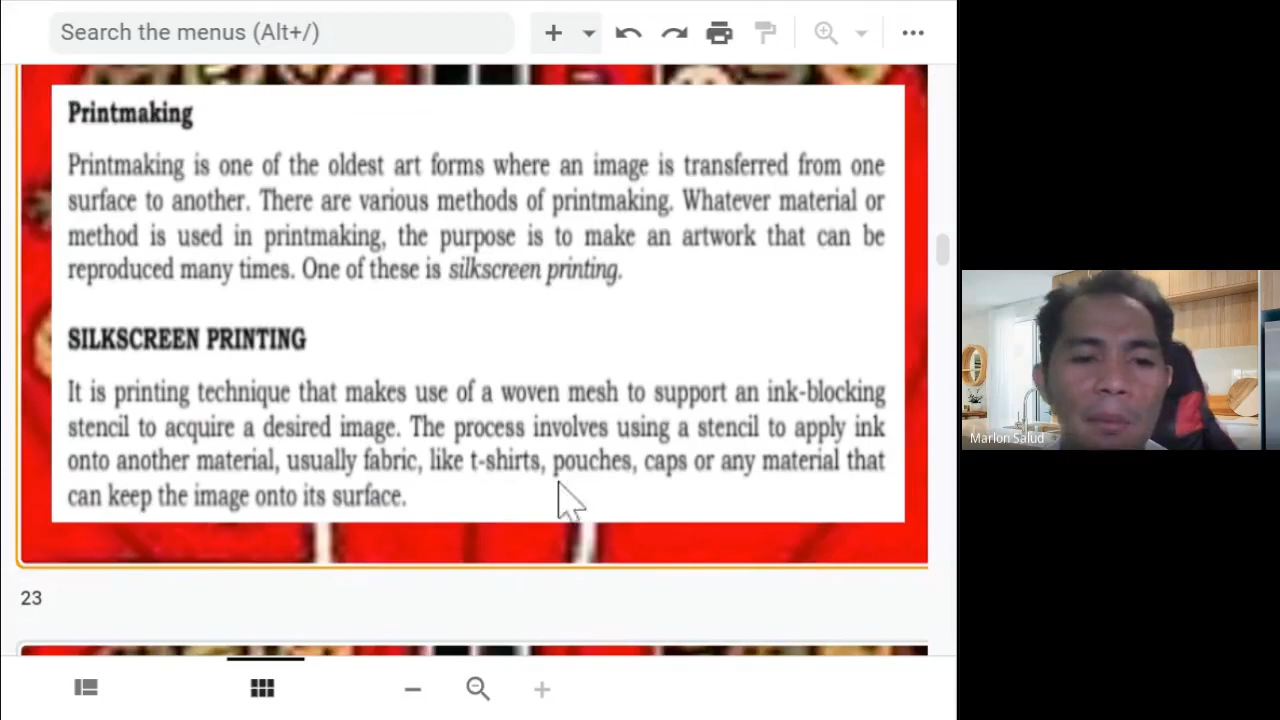 Search the menus (Alt+/)
Printmaking
Printmaking is one of the oldest art forms where an image is transferred from one
surface to another. There are various methods of printmaking. Whatever material or
method is used in printmaking, the purpose is to make an artwork that can be
reproduced many times. One of these is silkscreen printing.
SILKSCREEN PRINTING
It is printing technique that makes use of a woven mesh to support an ink-blocking
stencil to acquire a desired image. The process involves using a stencil to apply ink
onto another material, usually fabric, like t-shirts, pouches, caps or any material that
can keep the image onto its surface.
23
Marlon Salud